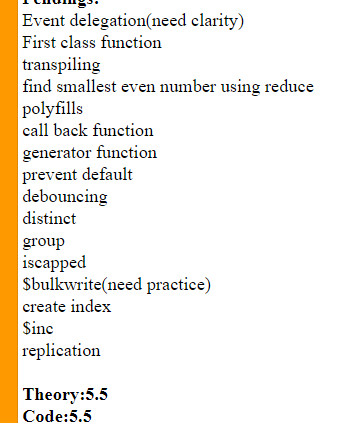 Pendings:
Event delegation(need clarity)
First class function
transpiling
find smallest even number using reduce
polyfills
call back function
generator function
prevent default
debouncing
distinct
group
iscapped
$bulkwrite(need practice)
create index
$inc
replication
Theory:5.5
Code:5.5